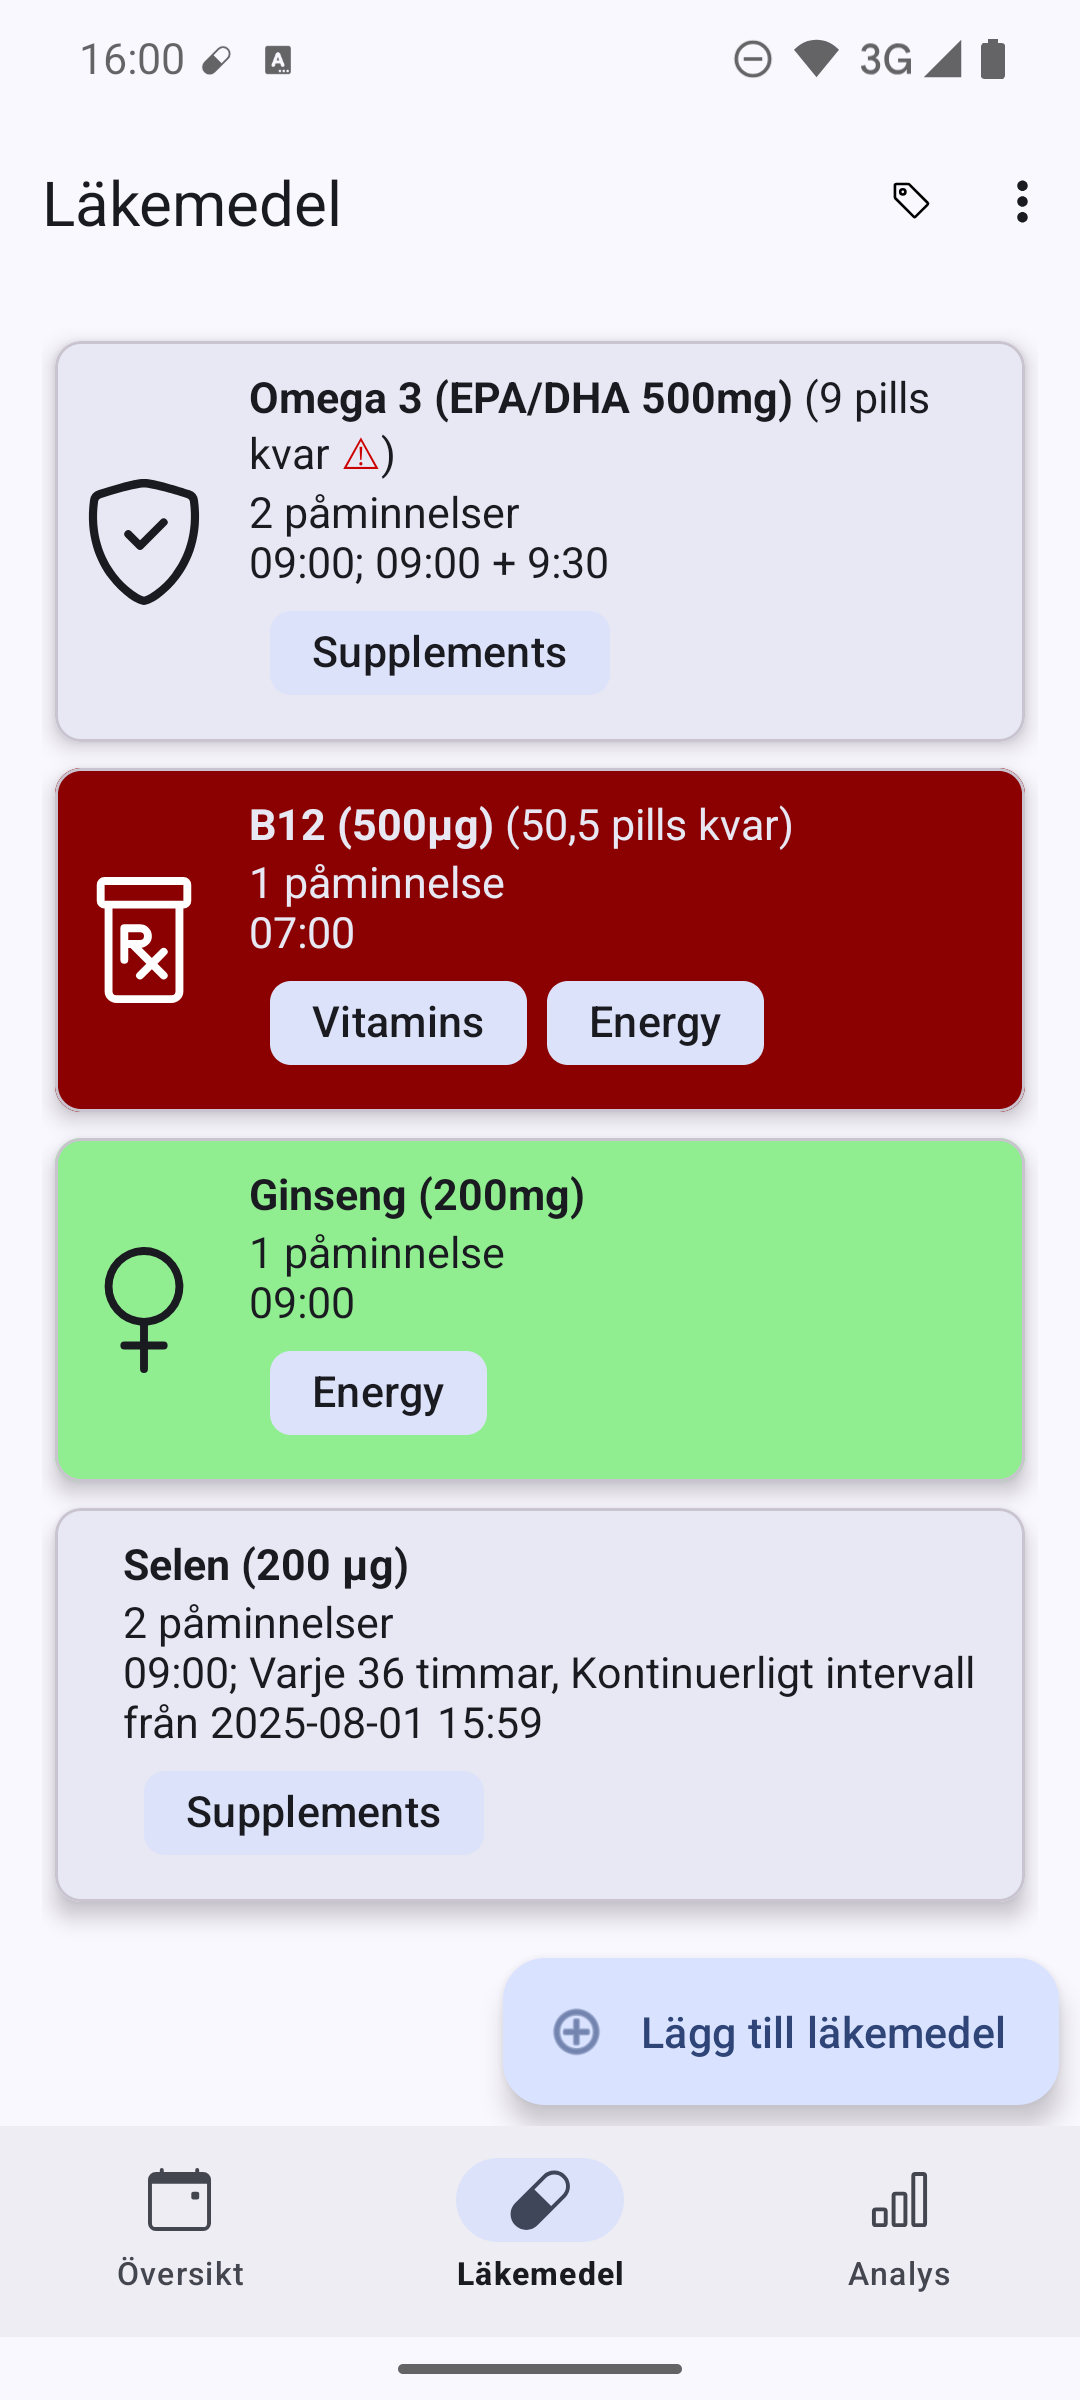 16:00
3G
Läkemedel
Omega 3 (EPA/DHA 500mg) (9 pills
kvar ⚠)
2 påminnelser
09:00; 09:00 + 9:30
Supplements
B12 (500µg) (50,5 pills kvar)
1 påminnelse
07:00
Vitamins Energy
Ginseng (200mg)
1 påminnelse
09:00
Energy
Selen (200 µg)
2 påminnelser
09:00; Varje 36 timmar, Kontinuerligt intervall
från 2025-08-01 15:59
Supplements
Lägg till läkemedel
Översikt Läkemedel Analys